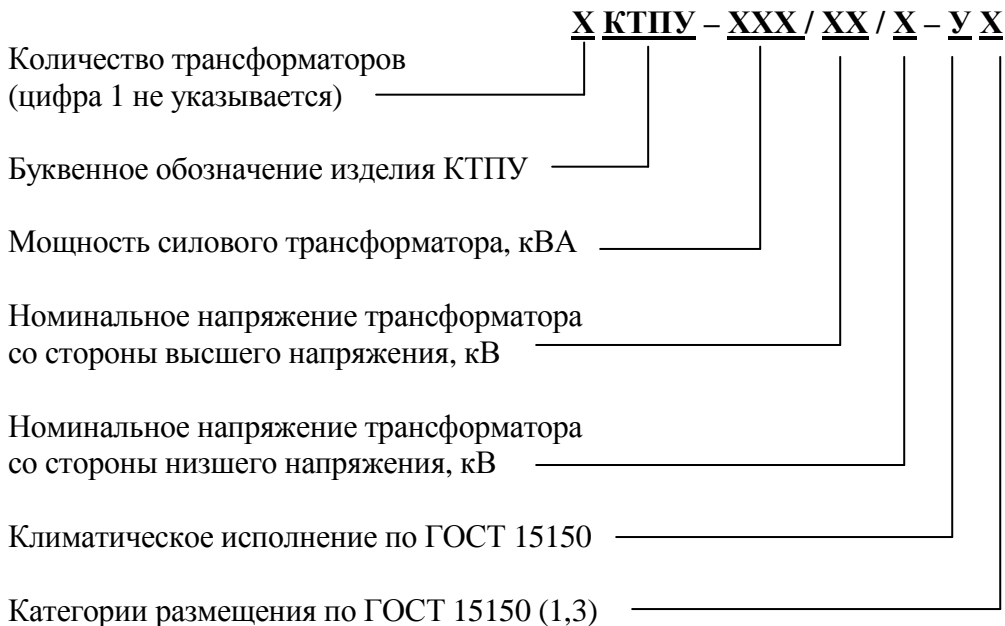 Х КТПУ – ХХХ / ХХ / Х – У Х
Количество трансформаторов
(цифра 1 не указывается)
Буквенное обозначение изделия КТПУ
Мощность силового трансформатора, кВА
Номинальное напряжение трансформатора
со стороны высшего напряжения, кВ
Номинальное напряжение трансформатора
со стороны низшего напряжения, кВ
Климатическое исполнение по ГОСТ 15150
Категории размещения по ГОСТ 15150 (1,3)